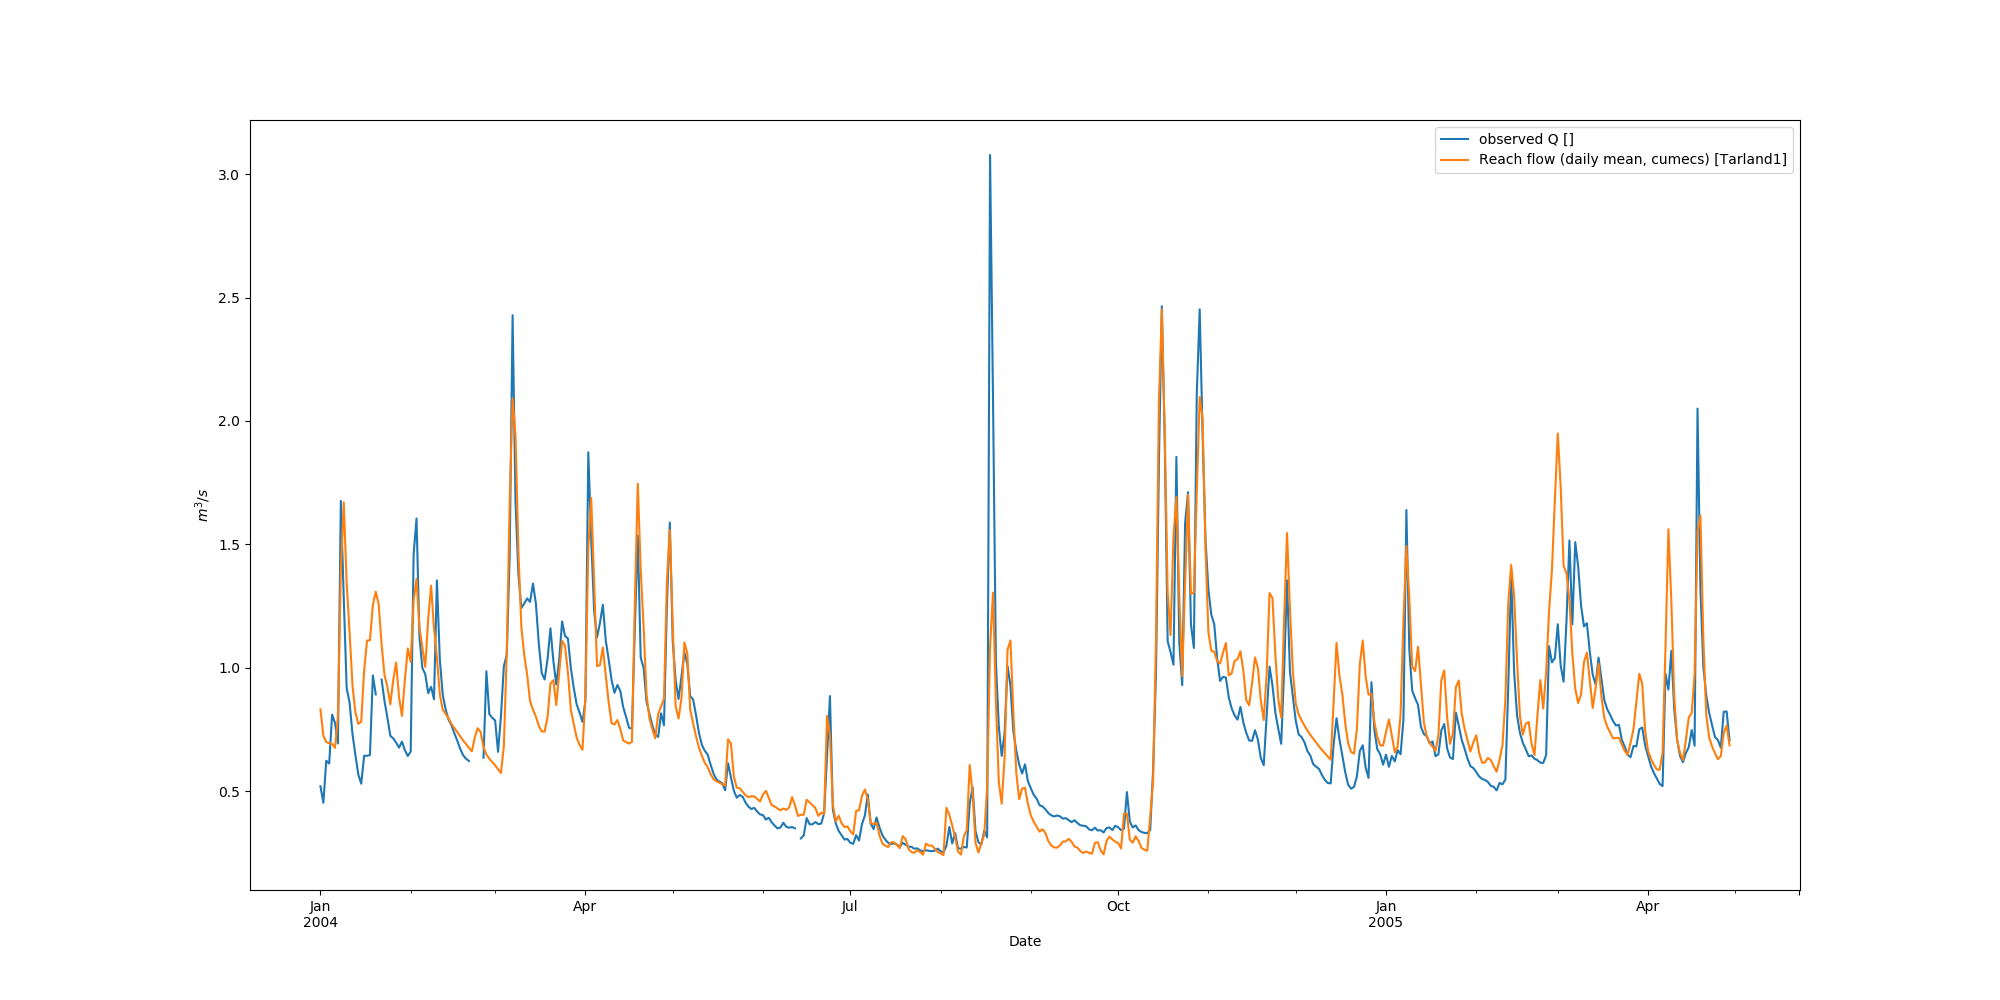 observed Q []
Reach flow (daily mean, cumecs) [Tarland1]
3.0
2.5
2.0
1.5
1.0
0.5
m³/s
Jan Apr Jul Oct Jan Apr
2004 2005
Date